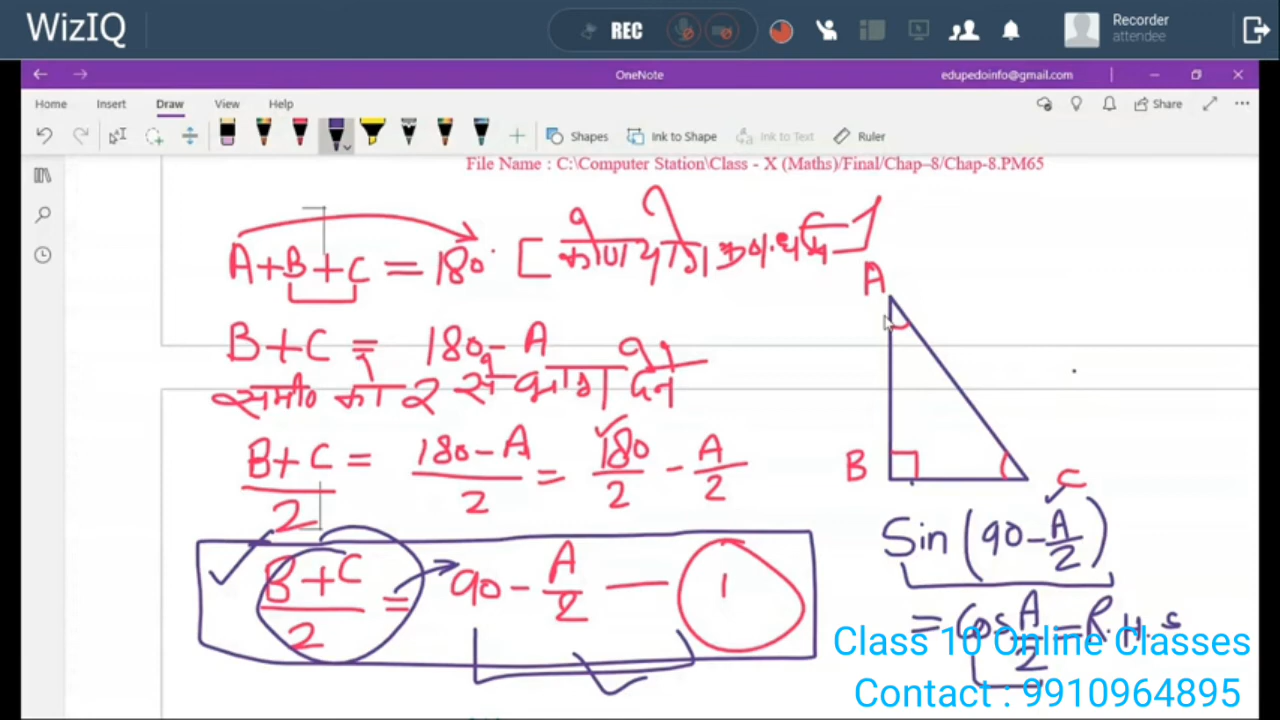 WizIQ
REC
Recorder
attendee
OneNote
edupedoinfo@gmail.com
Home Insert Draw View Help
Share
Shapes Ink to Shape Ink to Text Ruler
File Name : C:\Computer Station\Class - X (Maths)/Final/Chap–8/Chap-8.PM65
A+B+C = 180° [
B+C = 180-A
का 2 से
B+C/2 = 180-A/2 = 180/2 - A/2
B+C/2 = 90 - A/2 — 1
A
B
C
Sin (90-A/2)
= Cos A/2 = R.H.S
Class 10 Online Classes
Contact : 9910964895